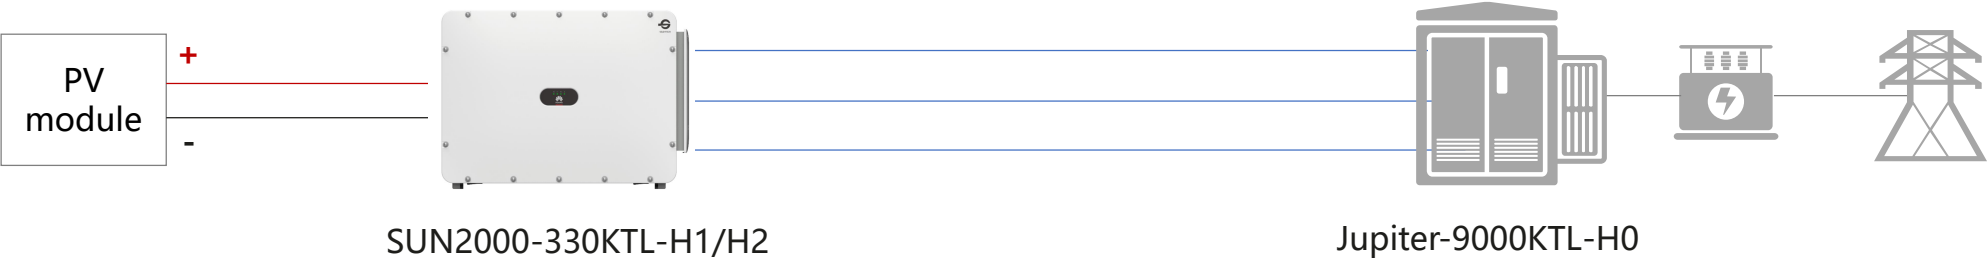 PV
module
+
-
SUN2000-330KTL-H1/H2
Jupiter-9000KTL-H0